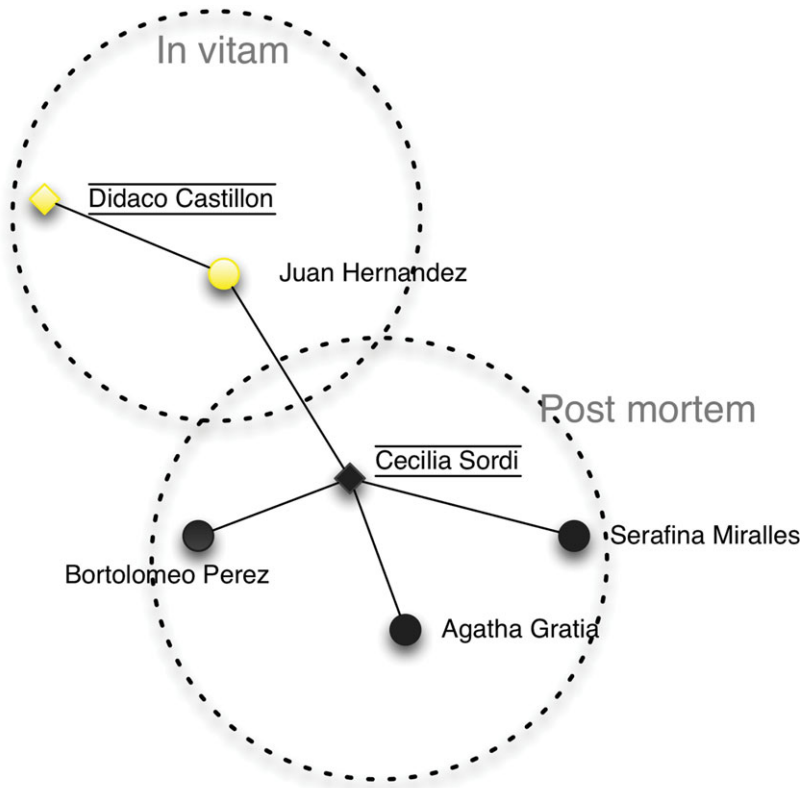 In vitam
Didaco Castillon
Juan Hernandez
Post mortem
Cecilia Sordi
Serafina Miralles
Bortolomeo Perez
Agatha Gratia